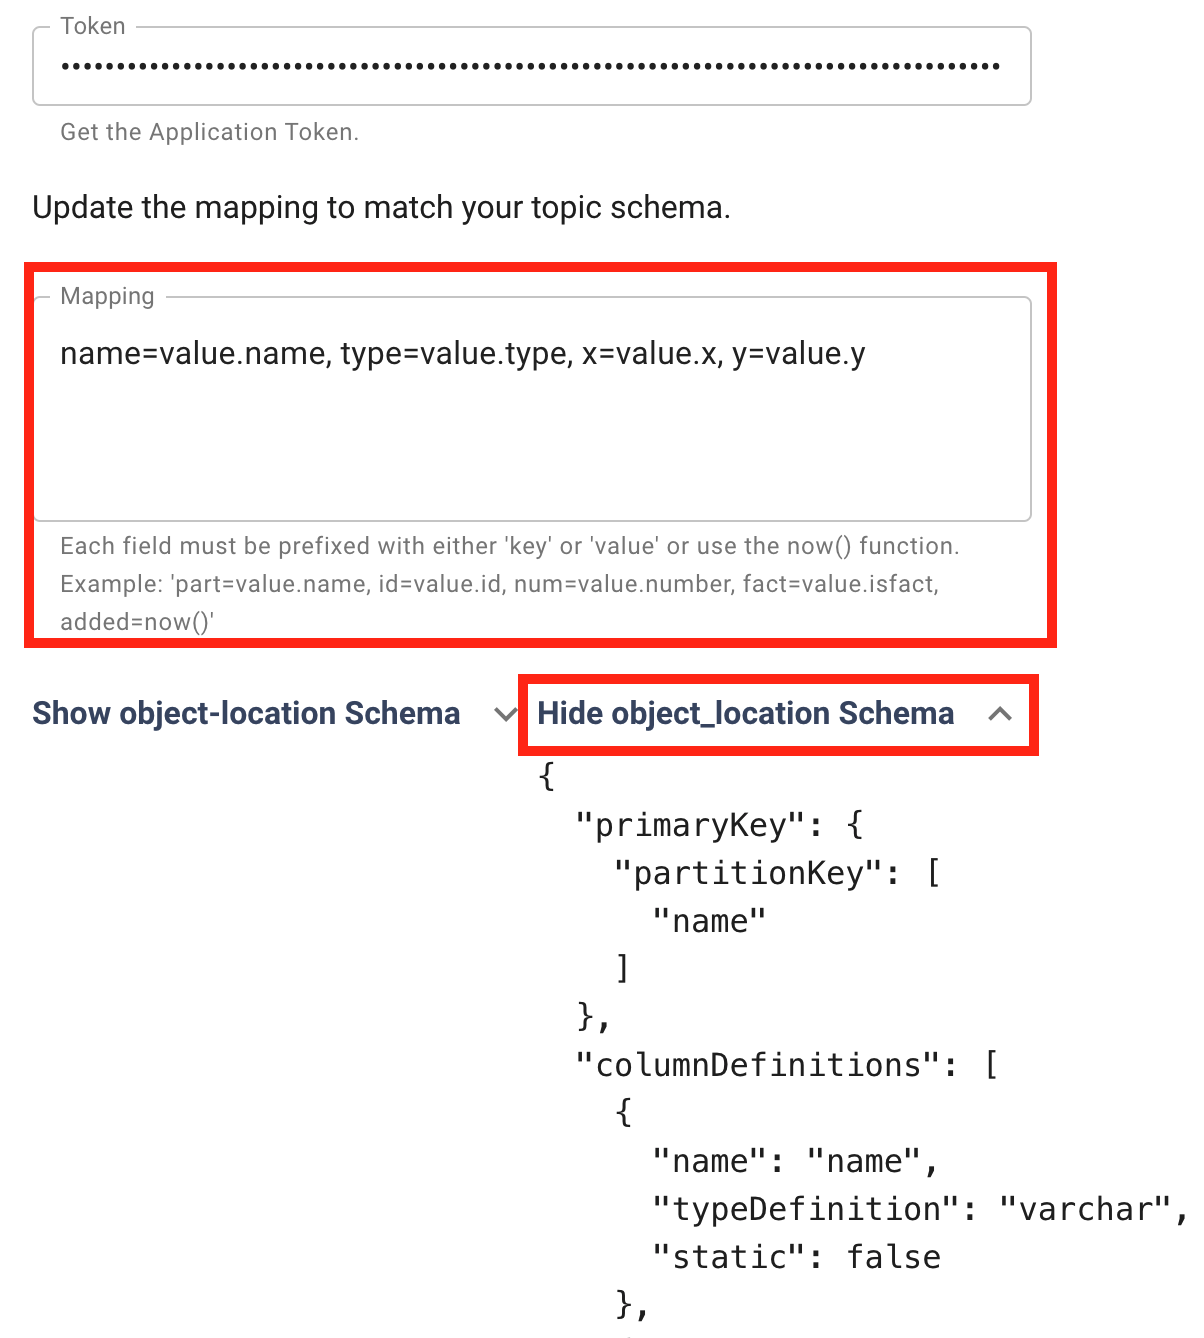 Token
••••••••••••••••••••••••••••••••••••••••••••••••••••••••••••••••••••••••••••••••••••••
Get the Application Token.
Update the mapping to match your topic schema.
Mapping
name=value.name, type=value.type, x=value.x, y=value.y
Each field must be prefixed with either 'key' or 'value' or use the now() function.
Example: 'part=value.name, id=value.id, num=value.number, fact=value.isfact,
added=now()'
Show object-location Schema
Hide object_location Schema
{
  "primaryKey": {
    "partitionKey": [
      "name"
    ]
  },
  "columnDefinitions": [
    {
      "name": "name",
      "typeDefinition": "varchar",
      "static": false
    },